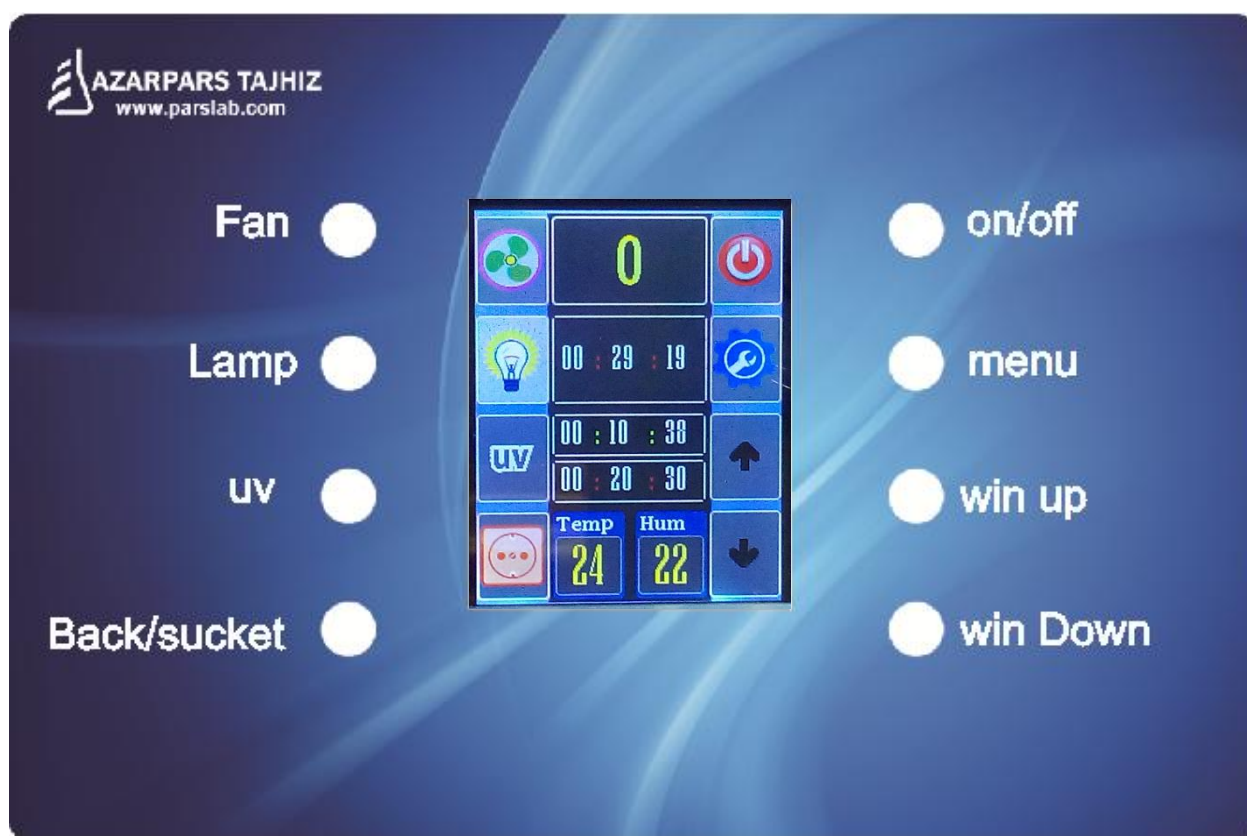 AZARPARS TAJHIZ
www.parslab.com
Fan
on/off
0
Lamp
menu
00 : 29 : 19
uv
win up
uv
00 : 10 : 38
00 : 20 : 30
Temp
Hum
24
22
Back/sucket
win Down